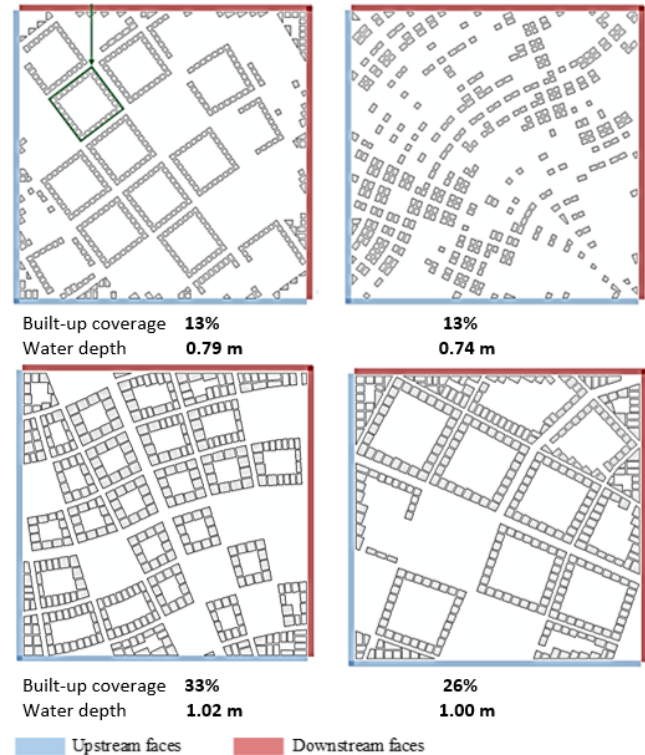 Built-up coverage 13% 13%
Water depth 0.79 m 0.74 m
Built-up coverage 33% 26%
Water depth 1.02 m 1.00 m
Upstream faces Downstream faces